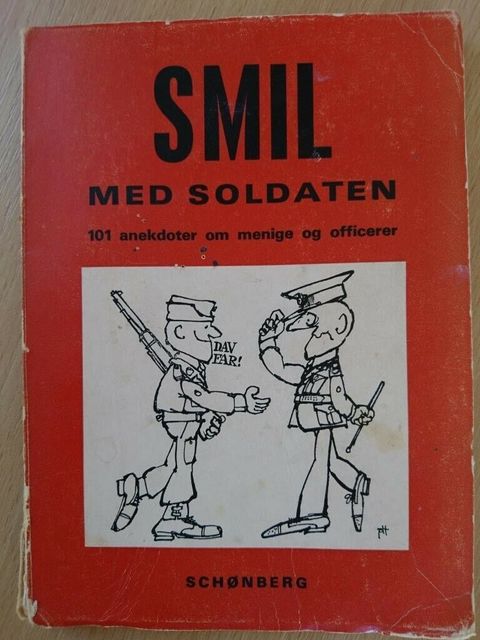 SMIL
MED SOLDATEN
101 anekdoter om menige og officerer
DAV
FAR!
SCHØNBERG